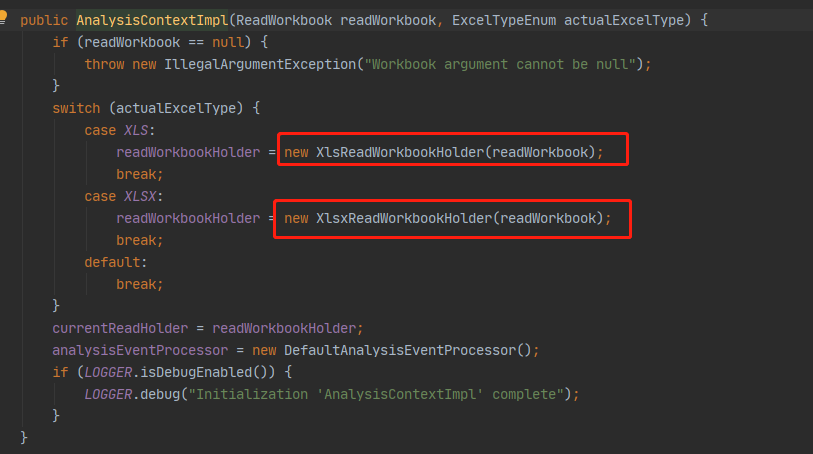 public AnalysisContextImpl(ReadWorkbook readWorkbook, ExcelTypeEnum actualExcelType) {
    if (readWorkbook == null) {
        throw new IllegalArgumentException("Workbook argument cannot be null");
    }
    switch (actualExcelType) {
        case XLS:
            readWorkbookHolder = new XlsReadWorkbookHolder(readWorkbook);
            break;
        case XLSX:
            readWorkbookHolder = new XlsxReadWorkbookHolder(readWorkbook);
            break;
        default:
            break;
    }
    currentReadHolder = readWorkbookHolder;
    analysisEventProcessor = new DefaultAnalysisEventProcessor();
    if (LOGGER.isDebugEnabled()) {
        LOGGER.debug("Initialization 'AnalysisContextImpl' complete");
    }
}